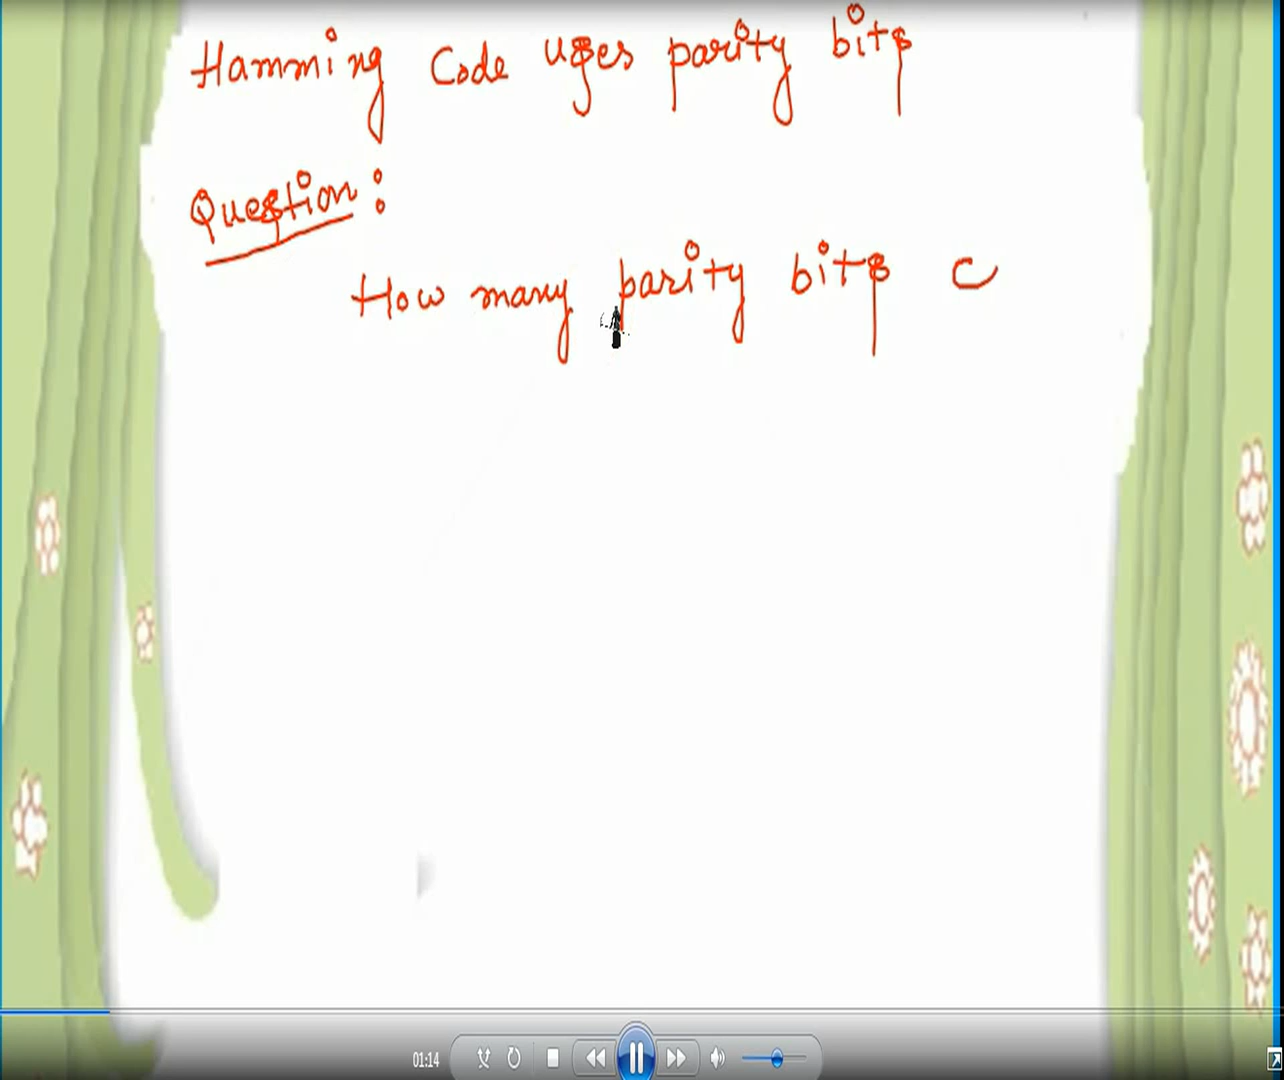 Hamming Code uses parity bits
Question:
How many parity bits c
01:14